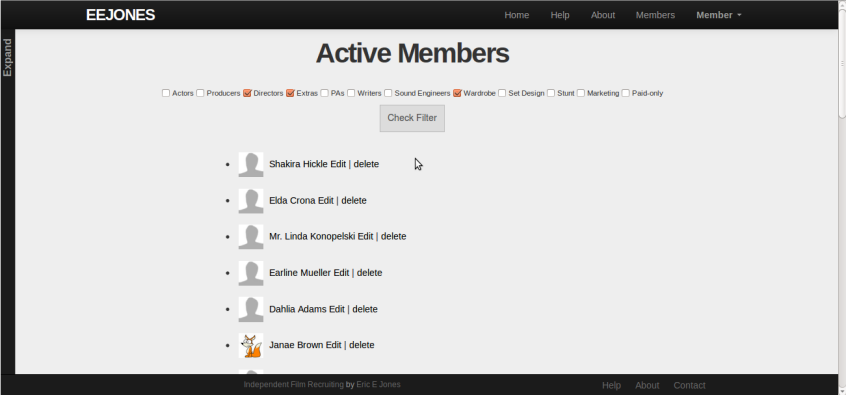 EEJONES Home Help About Members Member
Expand
Active Members
Actors Producers Directors Extras PAs Writers Sound Engineers Wardrobe Set Design Stunt Marketing Paid-only
Check Filter
Shakira Hickle Edit | delete
Elda Crona Edit | delete
Mr. Linda Konopelski Edit | delete
Earline Mueller Edit | delete
Dahlia Adams Edit | delete
Janae Brown Edit | delete
Independent Film Recruiting by Eric E Jones Help About Contact